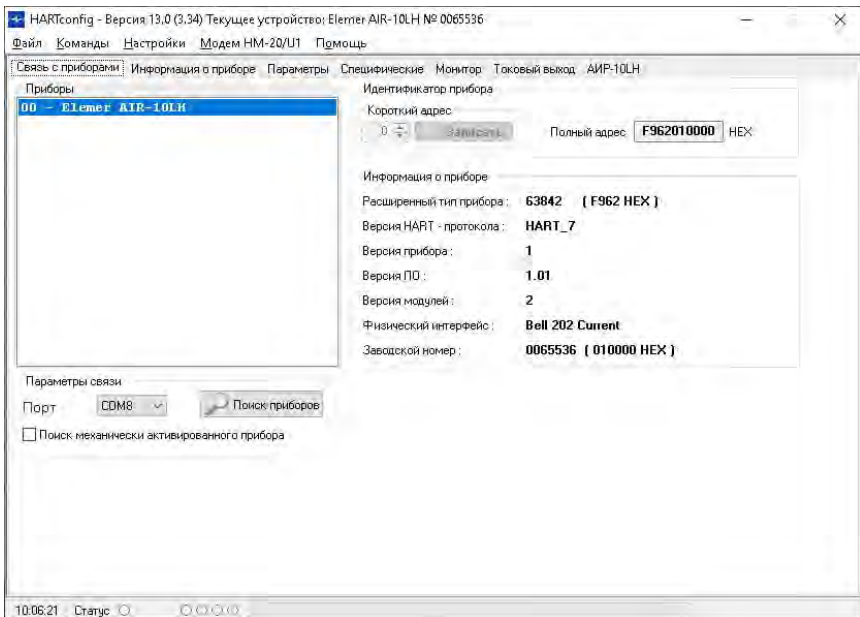 HARTconfig - Версия 13,0 (3,34) Текущее устройство: Elemer AIR-10LH № 0065536
Файл Команды Настройки Модем HM-20/U1 Помощь
Связь с приборами Информация о приборе Параметры Специфические Монитор Токовый выход АИР-10LH
Приборы
00 - Elemer AIR-10LH
Идентификатор прибора
Короткий адрес
0 Записать Полный адрес F962010000 HEX
Информация о приборе
Расширенный тип прибора : 63842 ( F962 HEX )
Версия HART - протокола : HART_7
Версия прибора : 1
Версия ПО : 1.01
Версия модулей : 2
Физический интерфейс : Bell 202 Current
Заводской номер : 0065536 ( 010000 HEX )
Параметры связи
Порт COM8 Поиск приборов
Поиск механически активированного прибора
10:06:21 Статус